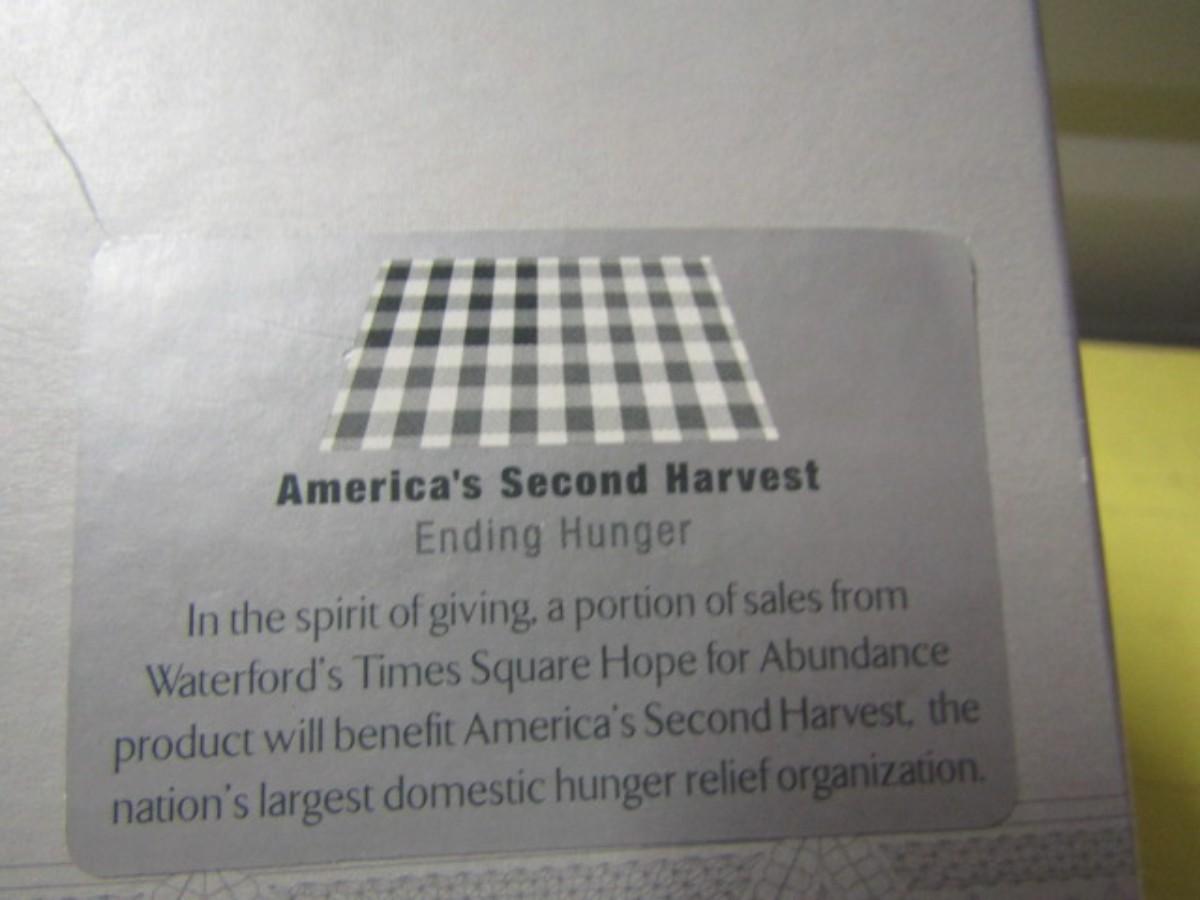 America's Second Harvest
Ending Hunger
In the spirit of giving, a portion of sales from
Waterford's Times Square Hope for Abundance
product will benefit America's Second Harvest, the
nation's largest domestic hunger relief organization.